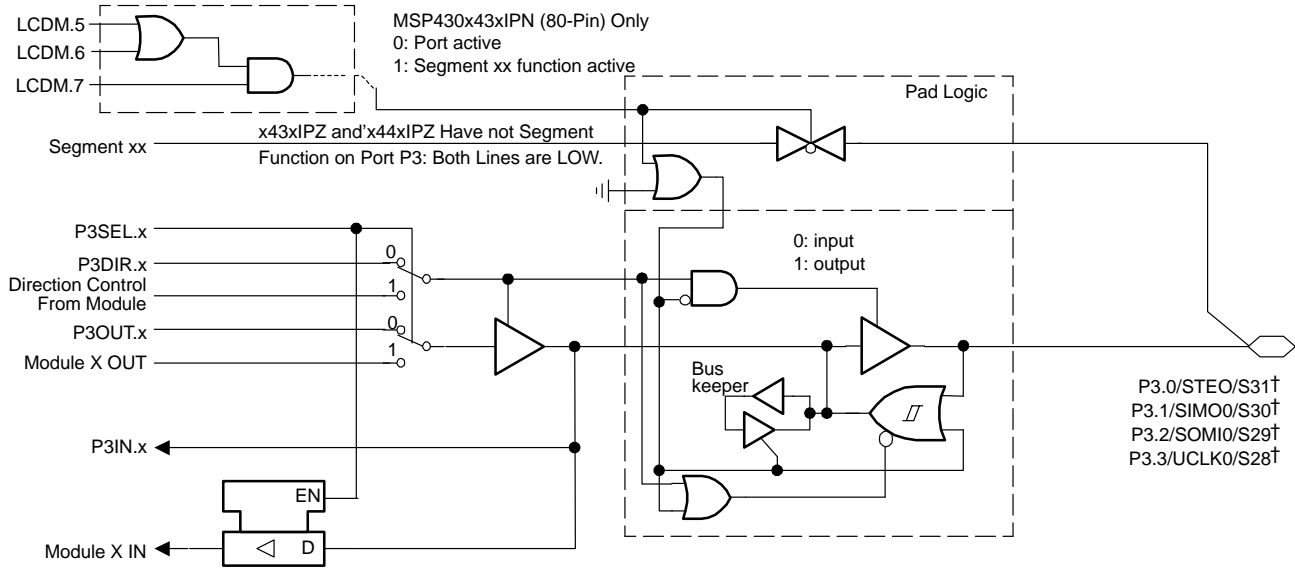 LCDM.5
LCDM.6
LCDM.7
MSP430x43xIPN (80-Pin) Only
0: Port active
1: Segment xx function active
Pad Logic
Segment xx
x43xIPZ and'x44xIPZ Have not Segment
Function on Port P3: Both Lines are LOW.
P3SEL.x
P3DIR.x
0
Direction Control
From Module
1
P3OUT.x
0
Module X OUT
1
0: input
1: output
Bus
keeper
P3.0/STEO/S31†
P3.1/SIMO0/S30†
P3.2/SOMI0/S29†
P3.3/UCLK0/S28†
P3IN.x
EN
D
Module X IN